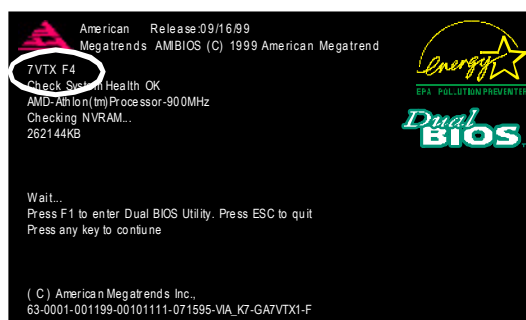 American Release:09/16/99
Megatrends AMIBIOS (C) 1999 American Megatrend
7VTX F4
Check System Health OK
AMD-Athlon(tm)Processor-900MHz
Checking NVRAM...
262144KB
energy
EPA POLLUTION PREVENTER
Dual
BIOS
Wait...
Press F1 to enter Dual BIOS Utility. Press ESC to quit
Press any key to contiune
( C ) American Megatrends Inc.,
63-0001-001199-00101111-071595-VIA_K7-GA7VTX1-F